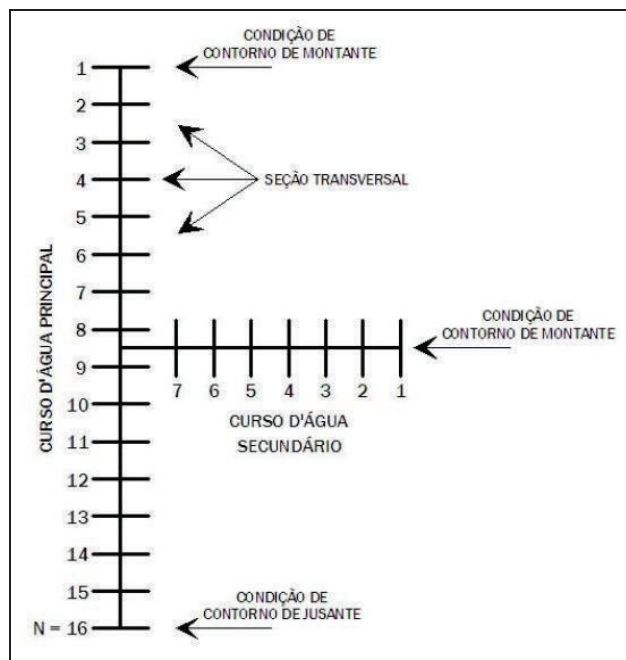 CONDIÇÃO DE
CONTORNO DE MONTANTE
1
2
3
4
SEÇÃO TRANSVERSAL
5
6
7
8
9
10
11
12
13
14
15
N = 16
CURSO D'ÁGUA PRINCIPAL
CONDIÇÃO DE
CONTORNO DE MONTANTE
7 6 5 4 3 2 1
CURSO D'ÁGUA
SECUNDÁRIO
CONDIÇÃO DE
CONTORNO DE JUSANTE